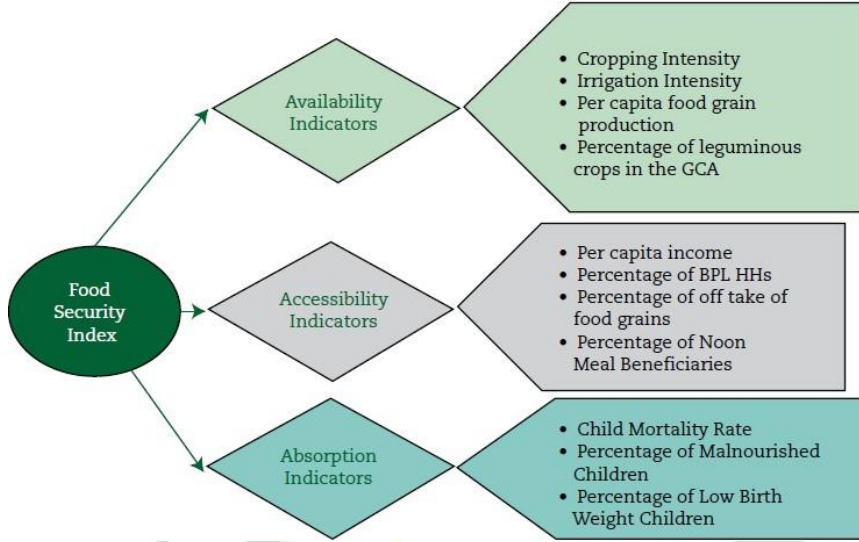 Availability
Indicators
• Cropping Intensity
• Irrigation Intensity
• Per capita food grain
production
• Percentage of leguminous
crops in the GCA
Food
Security
Index
Accessibility
Indicators
• Per capita income
• Percentage of BPL HHs
• Percentage of off take of
food grains
• Percentage of Noon
Meal Beneficiaries
Absorption
Indicators
• Child Mortality Rate
• Percentage of Malnourished
Children
• Percentage of Low Birth
Weight Children